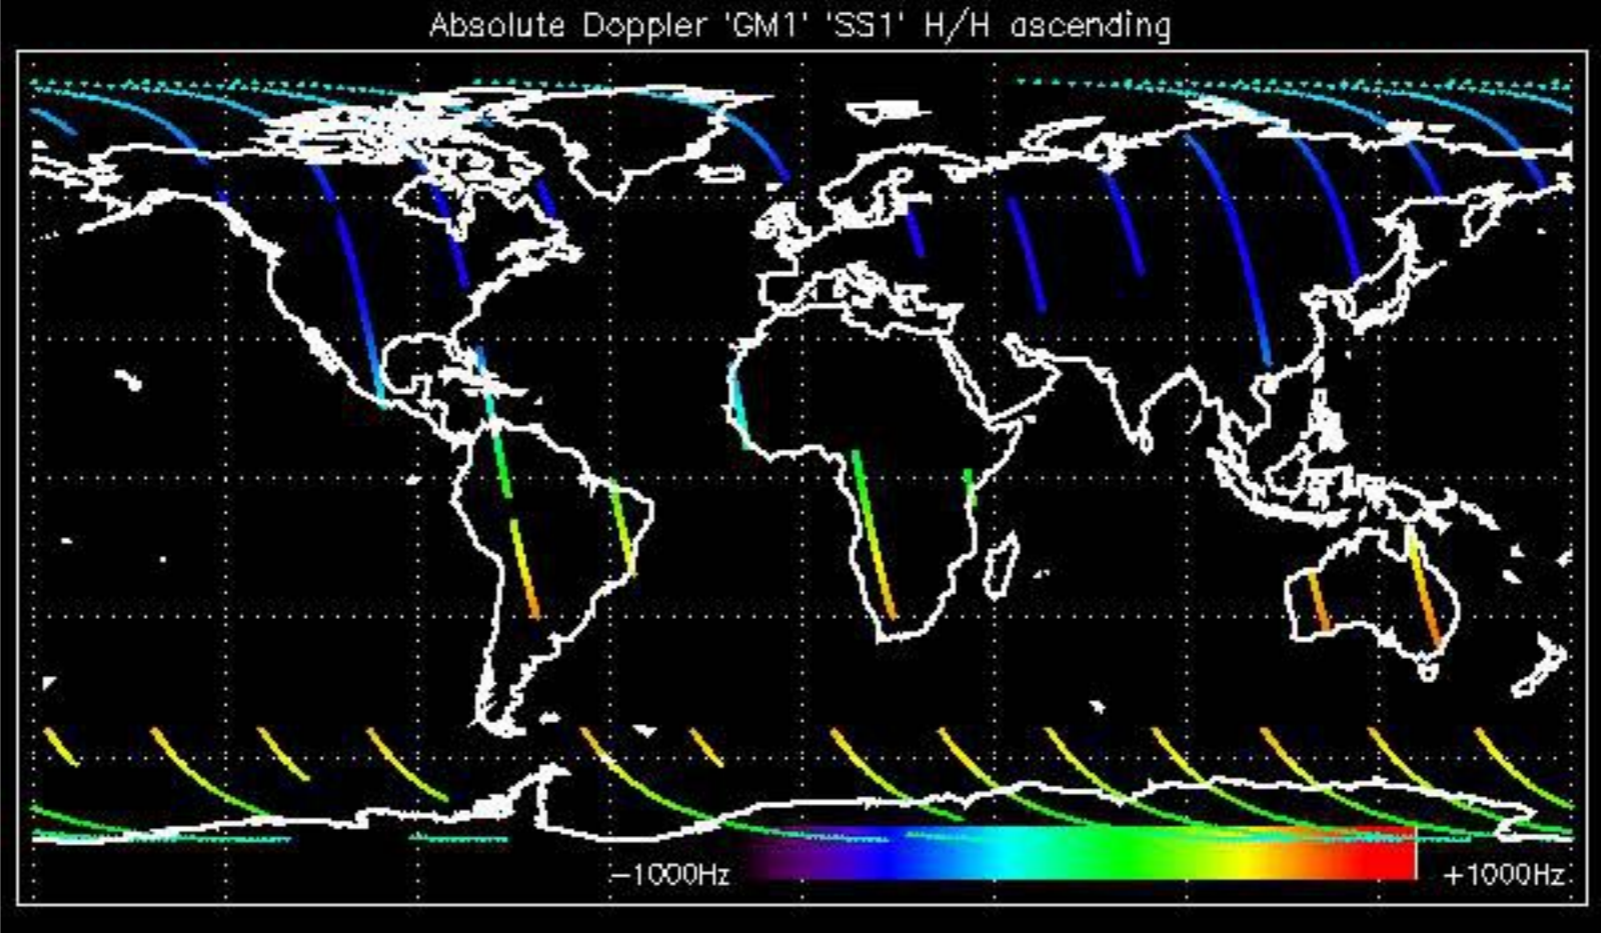 Absolute Doppler 'GM1' 'SS1' H/H ascending
−1000Hz
+1000Hz